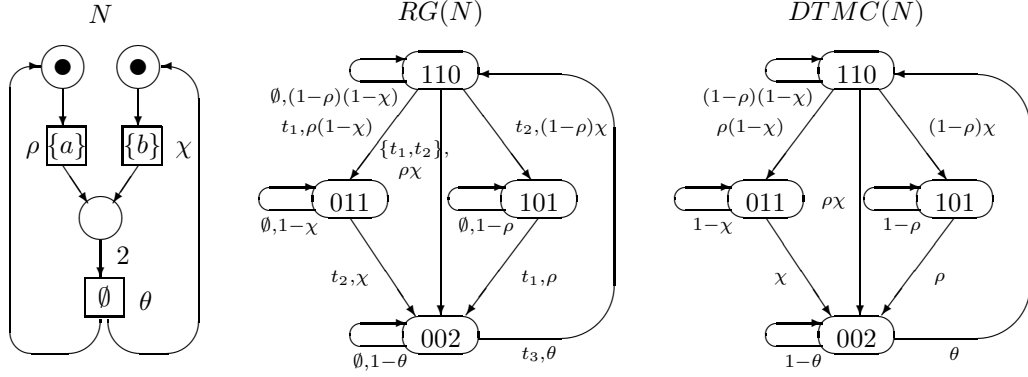 N
ρ {a} {b} χ
2
∅ θ
RG(N)
110
∅,(1−ρ)(1−χ)
t₁,ρ(1−χ) t₂,(1−ρ)χ
{t₁,t₂},
ρχ
011 101
∅,1−χ ∅,1−ρ
t₂,χ t₁,ρ
002
∅,1−θ t₃,θ
DTMC(N)
110
(1−ρ)(1−χ)
ρ(1−χ) (1−ρ)χ
011 ρχ 101
1−χ 1−ρ
χ ρ
002
1−θ θ